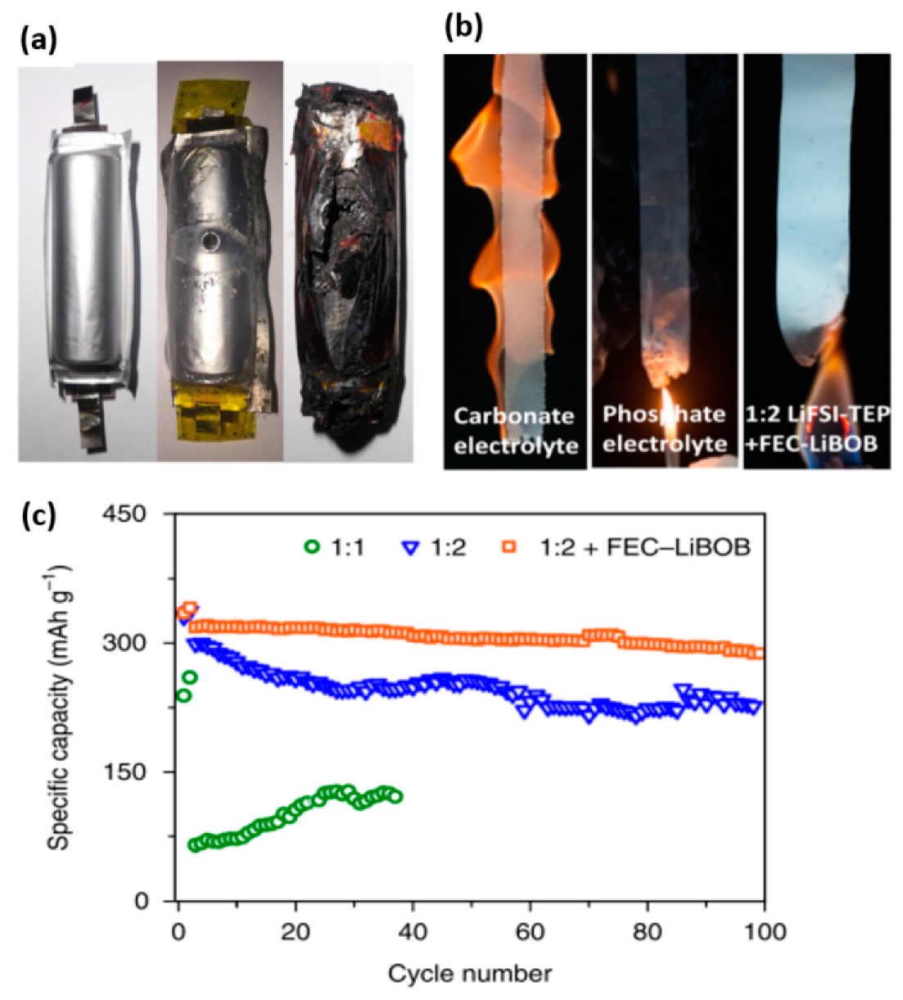 (a)
(b)
Carbonate
electrolyte
Phosphate
electrolyte
1:2 LiFSI-TEP
+FEC-LiBOB
(c)
450
300
150
0
Specific capacity (mAh g⁻¹)
1:1
1:2
1:2 + FEC–LiBOB
0
20
40
60
80
100
Cycle number